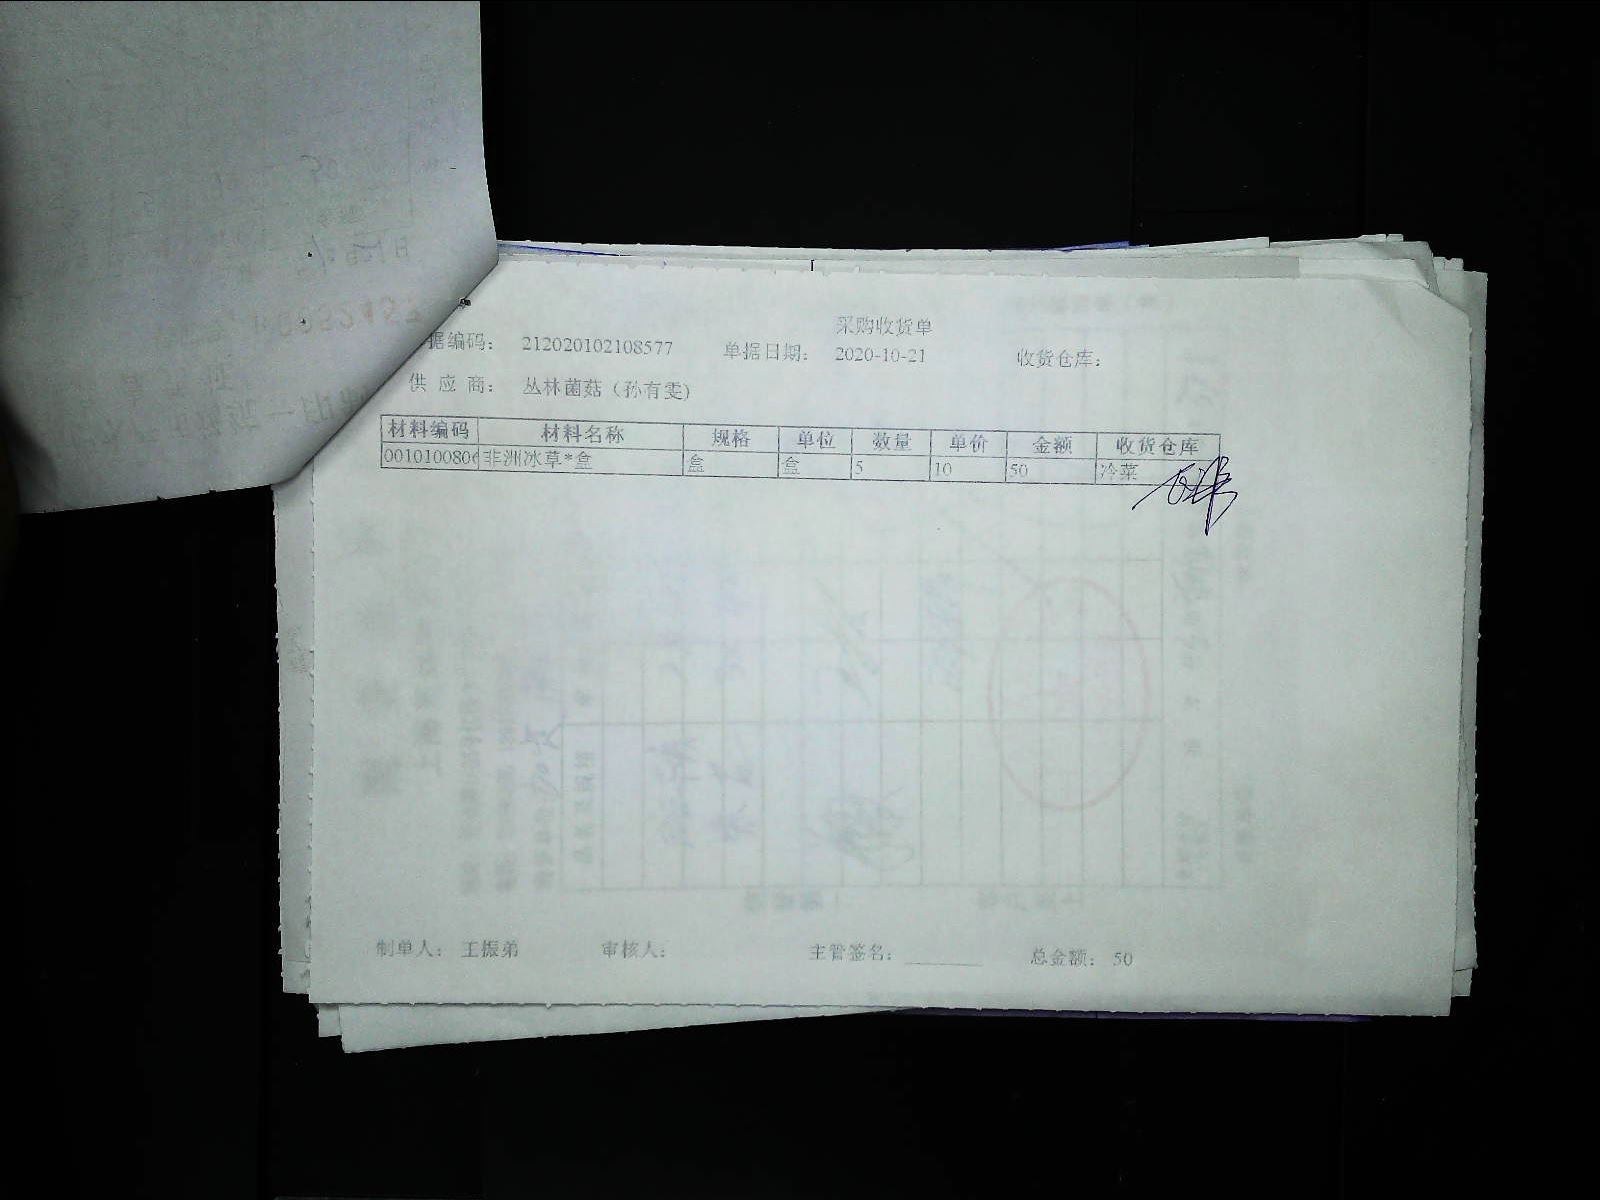 采购收货单
据编码： 212020102108577 单据日期： 2020-10-21 收货仓库：
供 应 商： 丛林菌菇（孙有雯）
材料编码 材料名称 规格 单位 数量 单价 金额 收货仓库
0010100806 非洲冰草*盒 盒 盒 5 10 50 冷菜
制单人： 王振弟 审核人： 主管签名： 总金额： 50